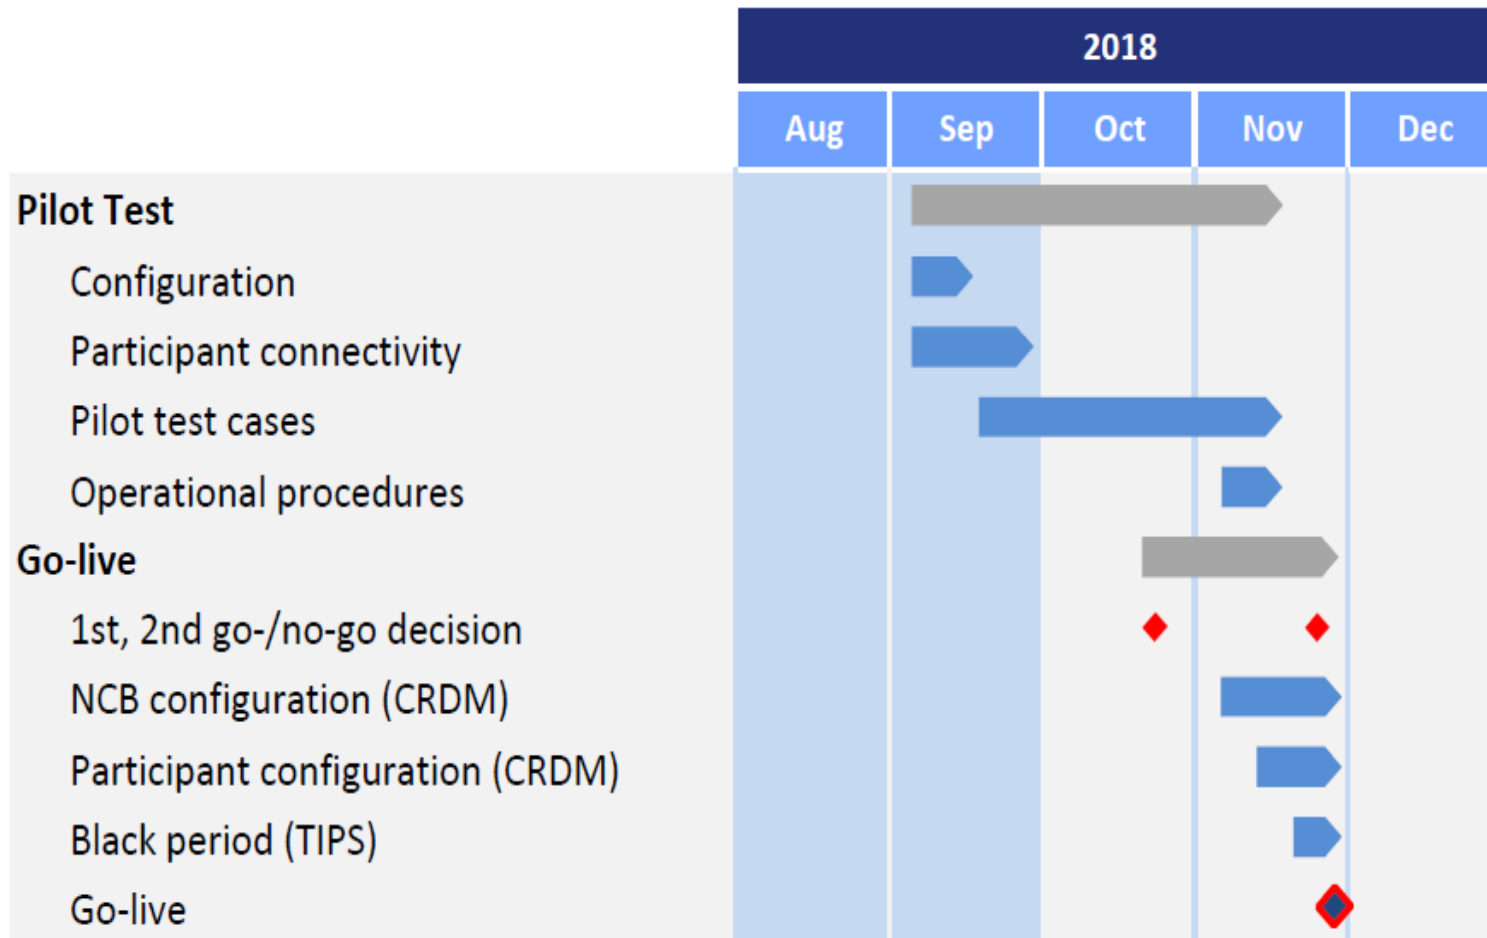 2018
Aug Sep Oct Nov Dec
Pilot Test
Configuration
Participant connectivity
Pilot test cases
Operational procedures
Go-live
1st, 2nd go-/no-go decision
NCB configuration (CRDM)
Participant configuration (CRDM)
Black period (TIPS)
Go-live